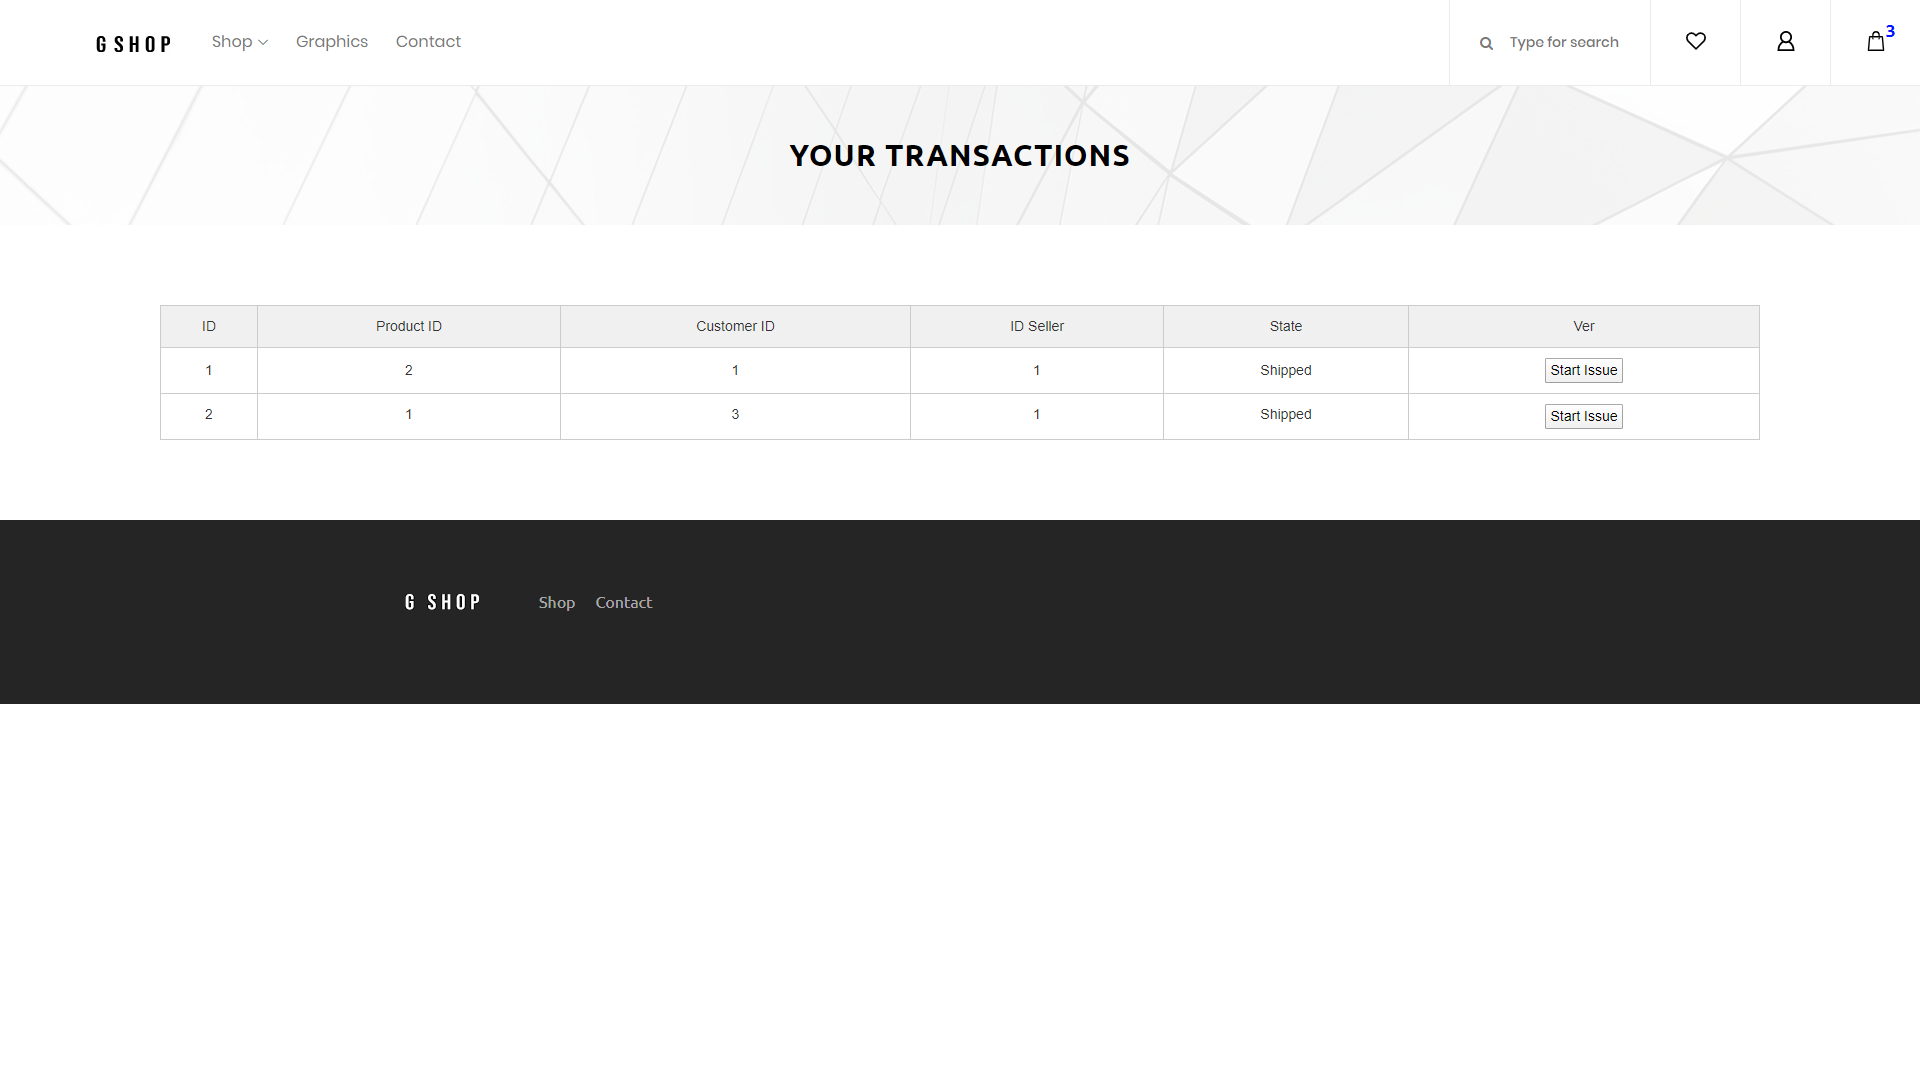 G SHOP Shop Graphics Contact Type for search 3
YOUR TRANSACTIONS
ID Product ID Customer ID ID Seller State Ver
1 2 1 1 Shipped Start Issue
2 1 3 1 Shipped Start Issue
G SHOP Shop Contact